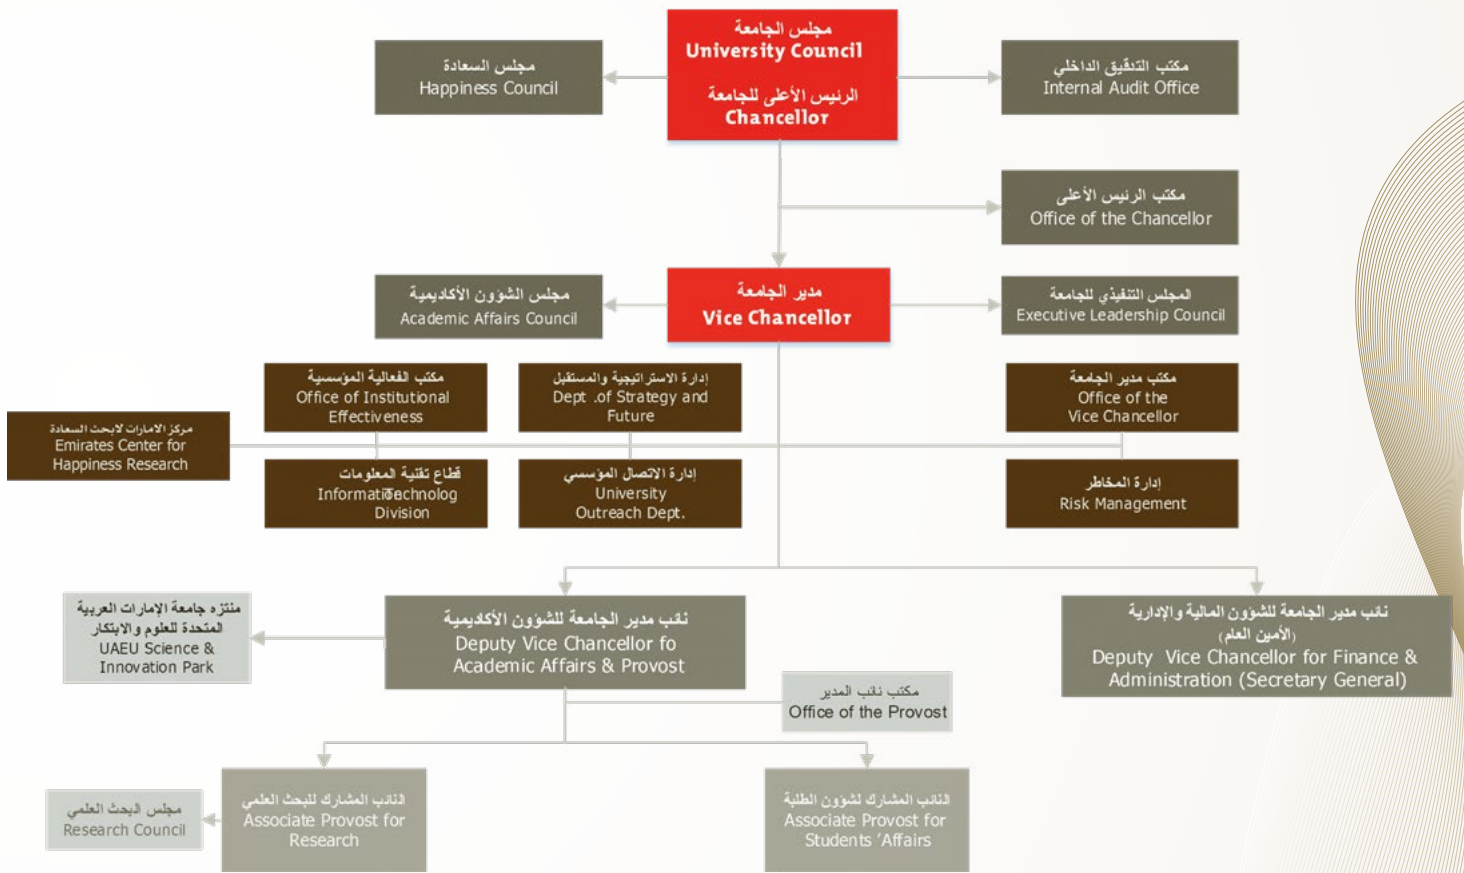 مجلس الجامعة
University Council
الرئيس الأعلى للجامعة
Chancellor
مجلس السعادة
Happiness Council
مكتب التدقيق الداخلي
Internal Audit Office
مكتب الرئيس الأعلى
Office of the Chancellor
مدير الجامعة
Vice Chancellor
مجلس الشؤون الأكاديمية
Academic Affairs Council
المجلس التنفيذي للجامعة
Executive Leadership Council
مكتب الفعالية المؤسسية
Office of Institutional
Effectiveness
إدارة الاستراتيجية والمستقبل
Dept .of Strategy and
Future
مكتب مدير الجامعة
Office of the
Vice Chancellor
مركز الامارات لابحث السعادة
Emirates Center for
Happiness Research
قطاع تقنية المعلومات
Information Technolog
Division
إدارة الاتصال المؤسسي
University
Outreach Dept.
إدارة المخاطر
Risk Management
منتزه جامعة الإمارات العربية
المتحدة للعلوم والابتكار
UAEU Science &
Innovation Park
نائب مدير الجامعة للشؤون الأكاديمية
Deputy Vice Chancellor fo
Academic Affairs & Provost
نائب مدير الجامعة للشؤون المالية والإدارية
(الأمين العام)
Deputy Vice Chancellor for Finance &
Administration (Secretary General)
مكتب نائب المدير
Office of the Provost
مجلس البحث العلمي
Research Council
النائب المشارك للبحث العلمي
Associate Provost for
Research
النائب المشارك لشؤون الطلبة
Associate Provost for
Students 'Affairs